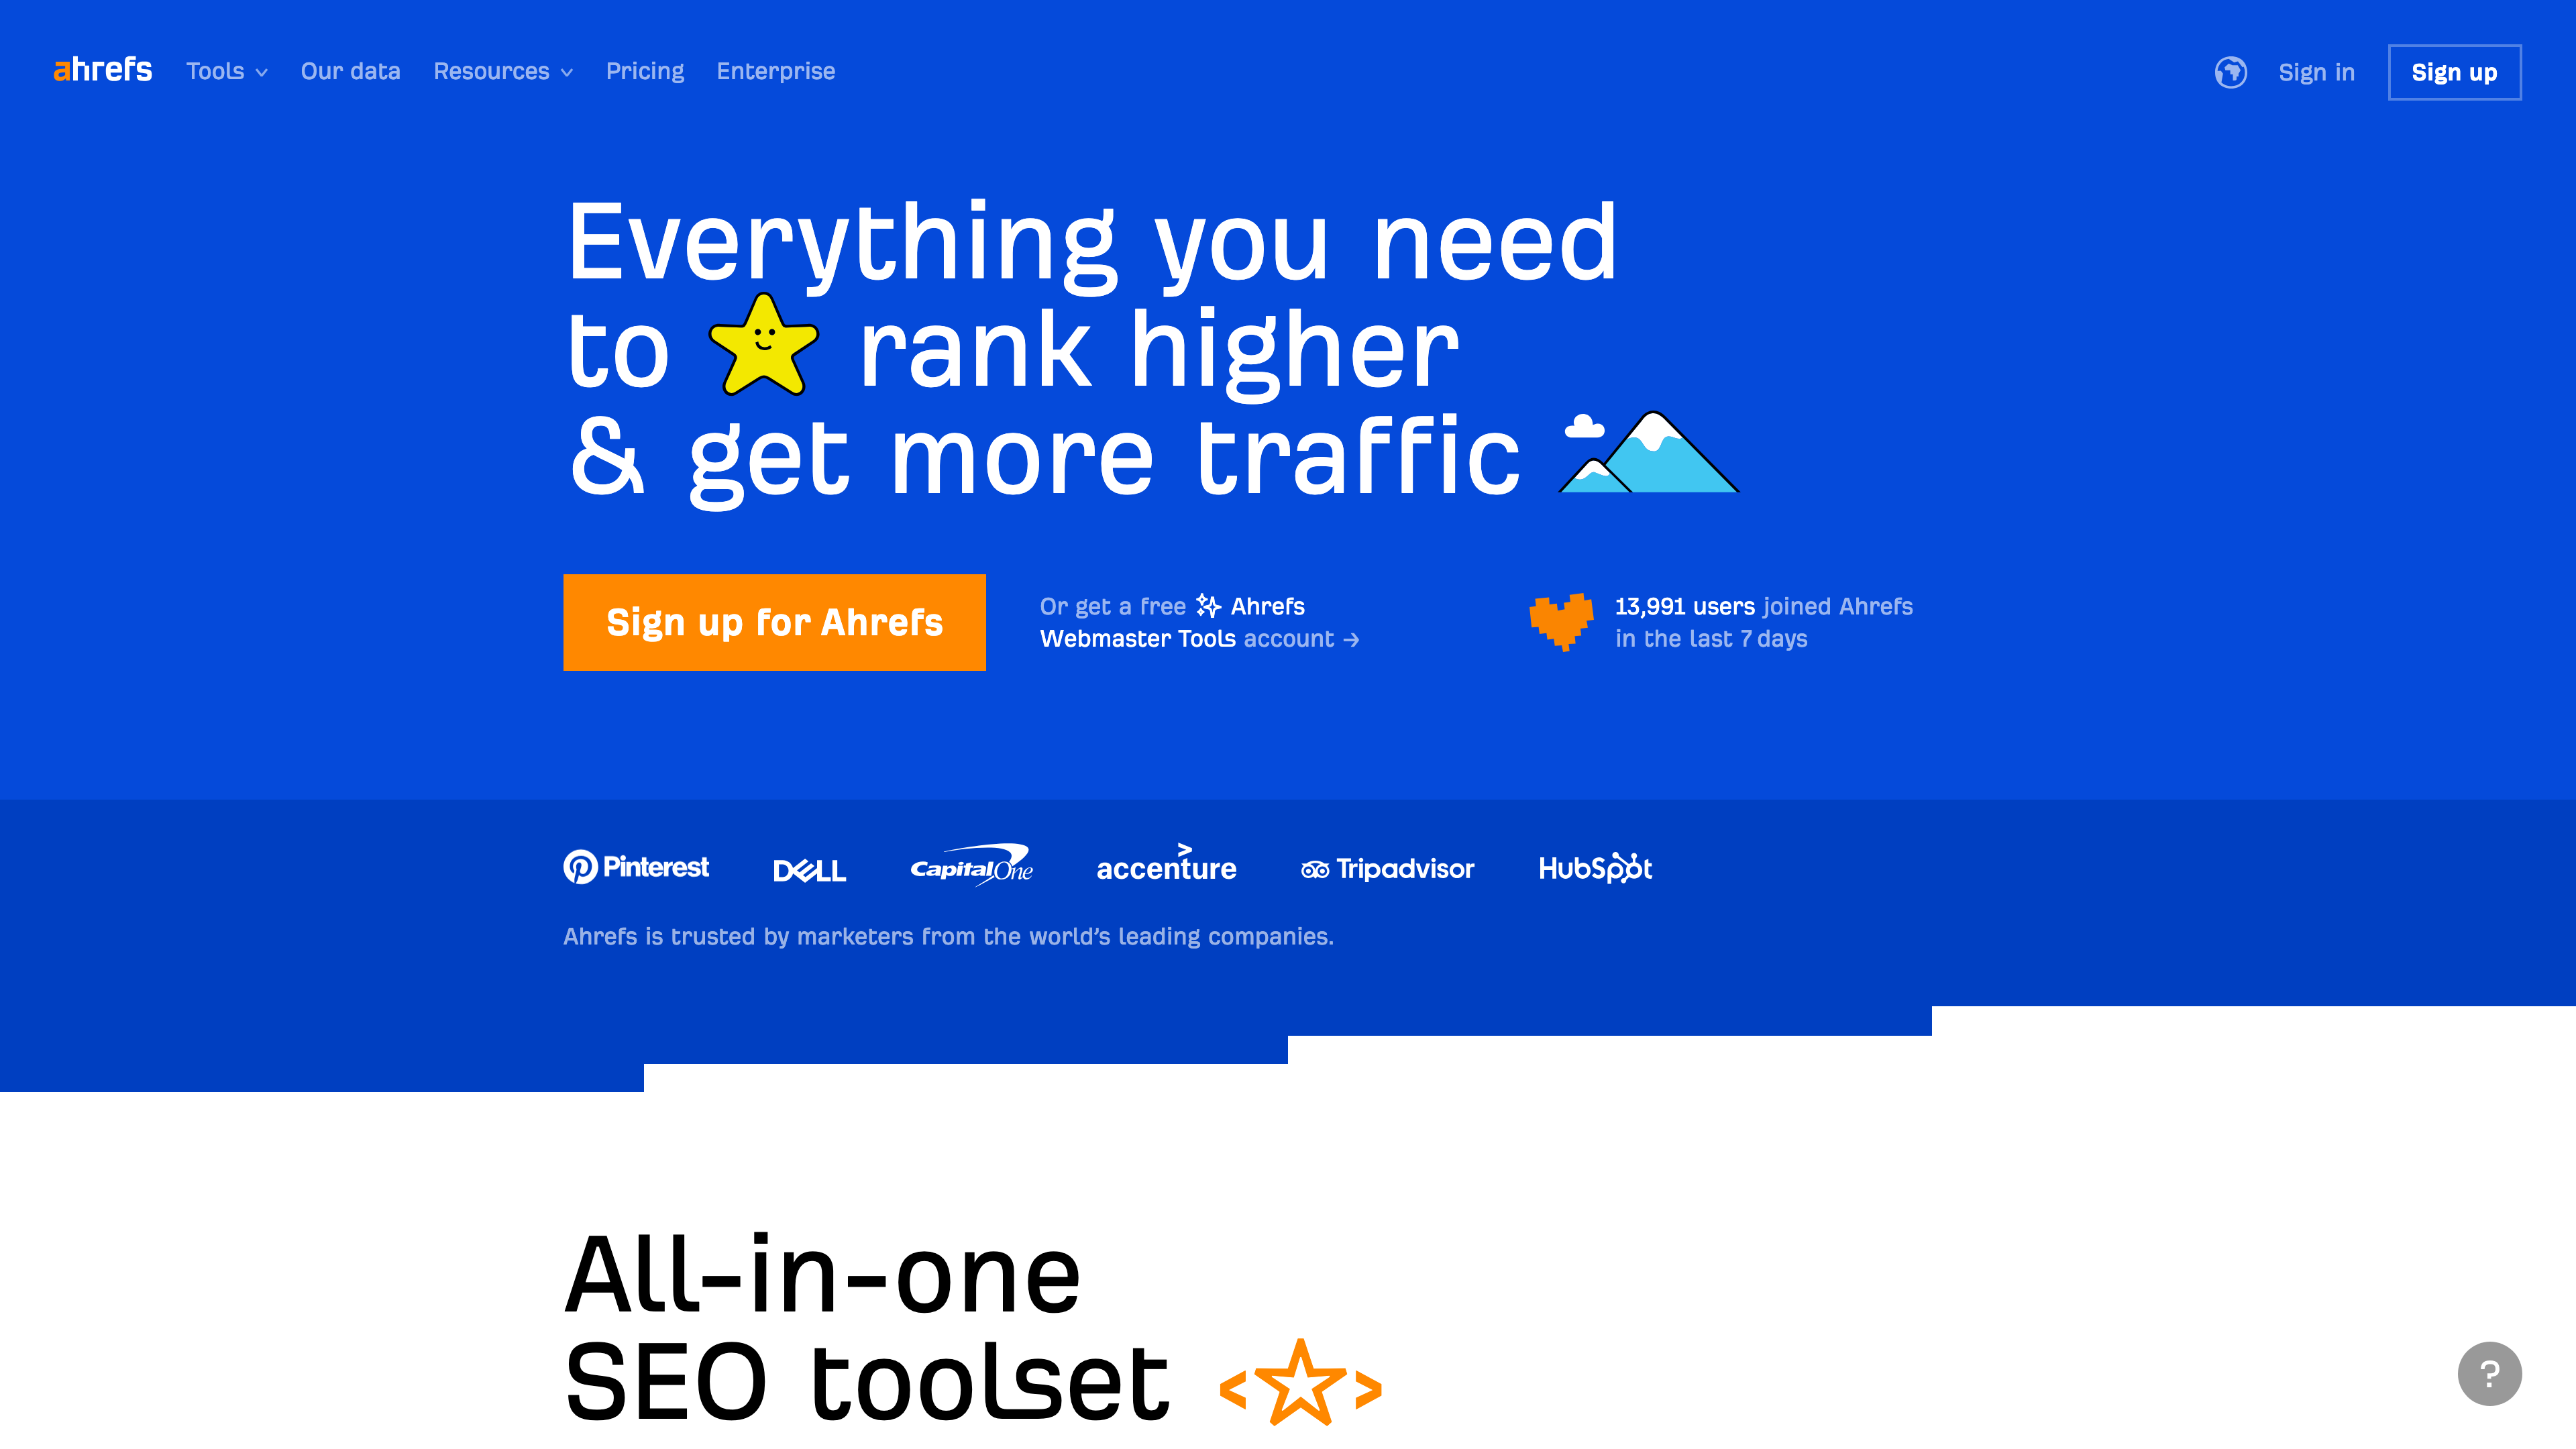 ahrefs Tools Our data Resources Pricing Enterprise Sign in Sign up
Everything you need
to rank higher
& get more traffic
Sign up for Ahrefs
Or get a free Ahrefs
Webmaster Tools account →
13,991 users joined Ahrefs
in the last 7 days
Pinterest DELL Capital One accenture Tripadvisor HubSpot
Ahrefs is trusted by marketers from the world’s leading companies.
All-in-one
SEO toolset
?